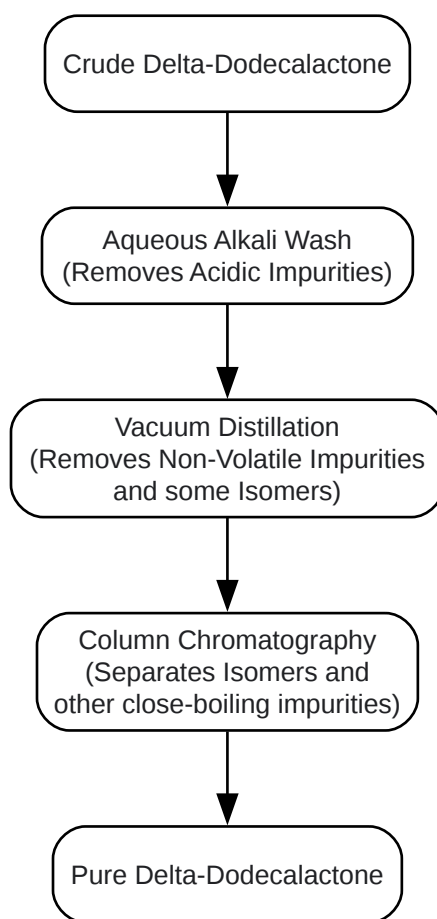 Crude Delta-Dodecalactone
Aqueous Alkali Wash
(Removes Acidic Impurities)
Vacuum Distillation
(Removes Non-Volatile Impurities
and some Isomers)
Column Chromatography
(Separates Isomers and
other close-boiling impurities)
Pure Delta-Dodecalactone